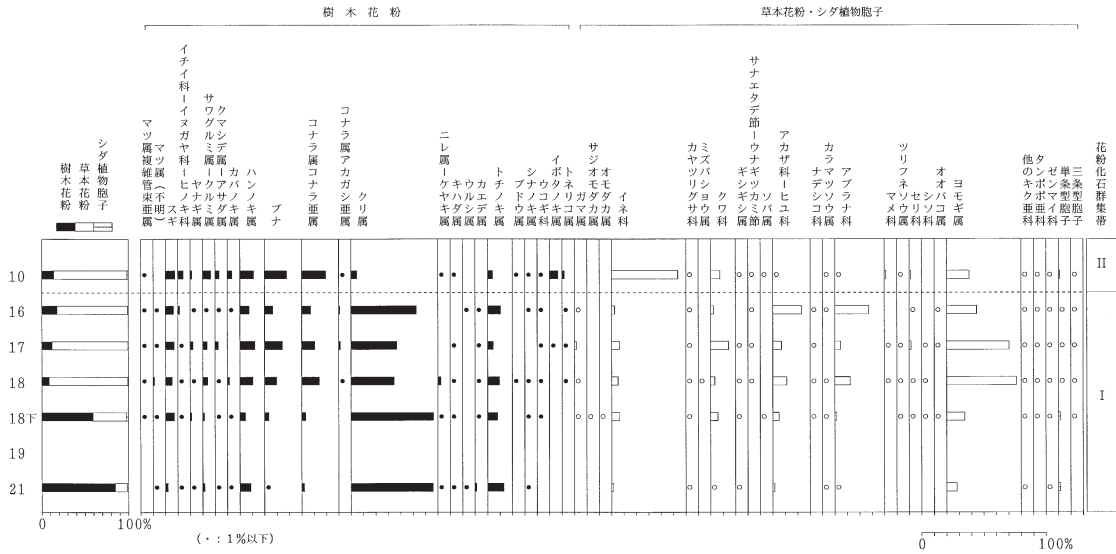 樹木花粉
草本花粉・シダ植物胞子
樹木花粉
草本花粉
シダ植物胞子
マツ属複維管束亜属
マツ属(不明)
スギ
イチイ科ーイヌガヤ科ーヒノキ科
ヤナギ属
サワグルミ属ークルミ属
クマシデ属ーアサダ属
カバノキ属
ハンノキ属
ブナ
コナラ属コナラ亜属
コナラ属アカガシ亜属
クリ属
ニレ属ーケヤキ属
キハダ属
ウルシ属
カエデ属
トチノキ属
ブドウ属
シナノキ属
ウコギ科
イボタノキ属
トネリコ属
ガマ属
サジオモダカ属
オモダカ属
イネ科
カヤツリグサ科
ミズバショウ属
クワ科
ギシギシ属
サナエタデ節ーウナギツカミ節
ソバ属
アカザ科ーヒユ科
ナデシコ科
カラマツソウ属
アブラナ科
マメ科
ツリフネソウ属
セリ科
シソ科
オオバコ属
ヨモギ属
他のキク亜科
タンポポ亜科
ゼンマイ科
単条型胞子
三条型胞子
花粉化石群集帯
10
16
17
18
18下
19
21
II
I
0 100%
(・:1%以下)
0 100%